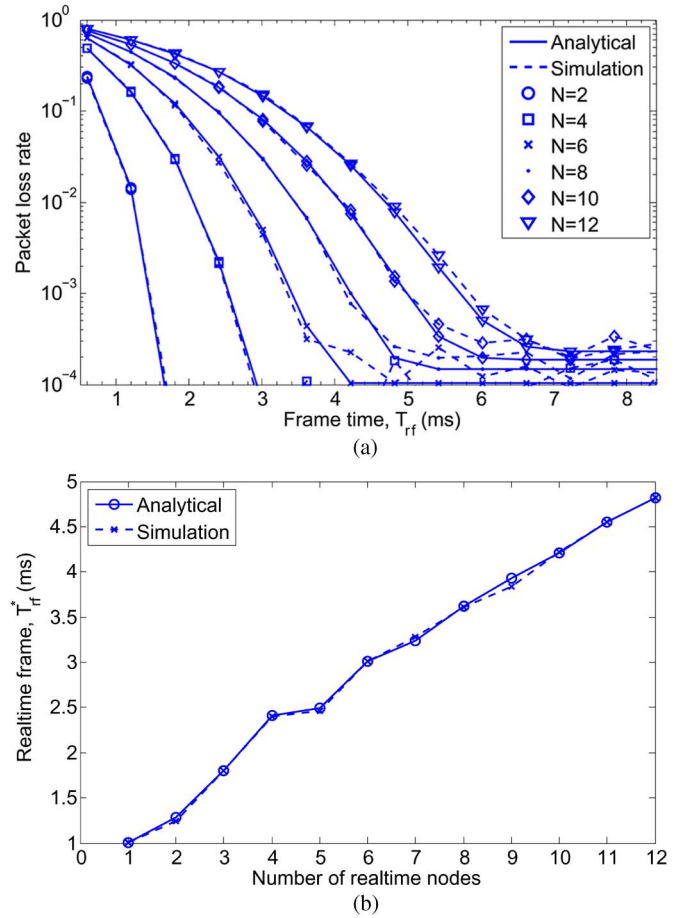 10^0
10^-1
10^-2
10^-3
10^-4
Packet loss rate
Analytical
Simulation
N=2
N=4
N=6
N=8
N=10
N=12
1 2 3 4 5 6 7 8
Frame time, T_rf (ms)
(a)
5
4.5
4
3.5
3
2.5
2
1.5
1
Realtime frame, T*_rf (ms)
Analytical
Simulation
0 1 2 3 4 5 6 7 8 9 10 11 12
Number of realtime nodes
(b)